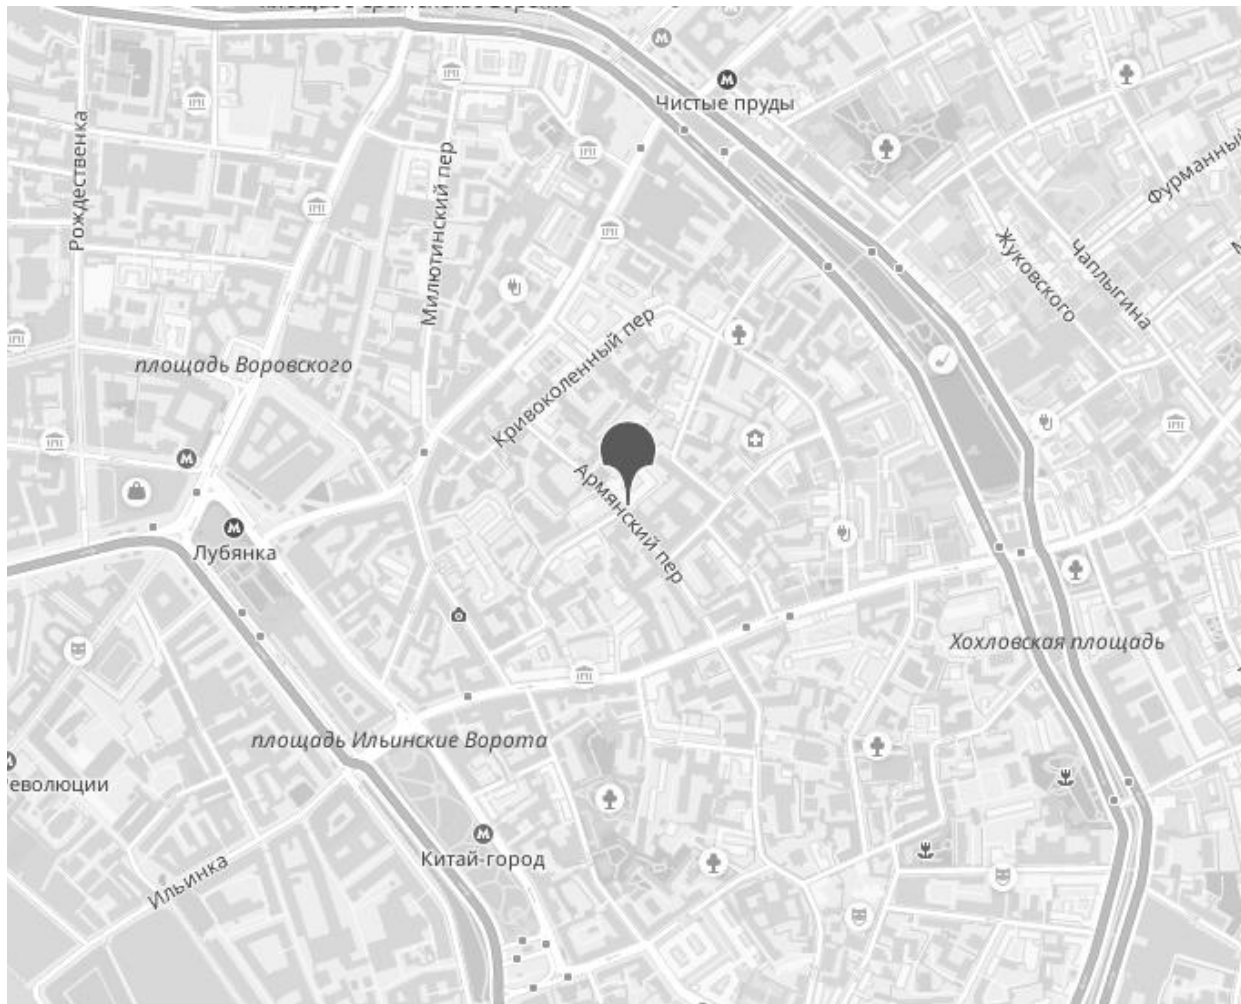 Чистые пруды
Рождественка
Милютинский пер
Фурманный
Жуковского
Чаплыгина
площадь Воровского
Кривоколенный пер
Армянский пер
Лубянка
Хохловская площадь
площадь Ильинские Ворота
еволюции
Китай-город
Ильинка